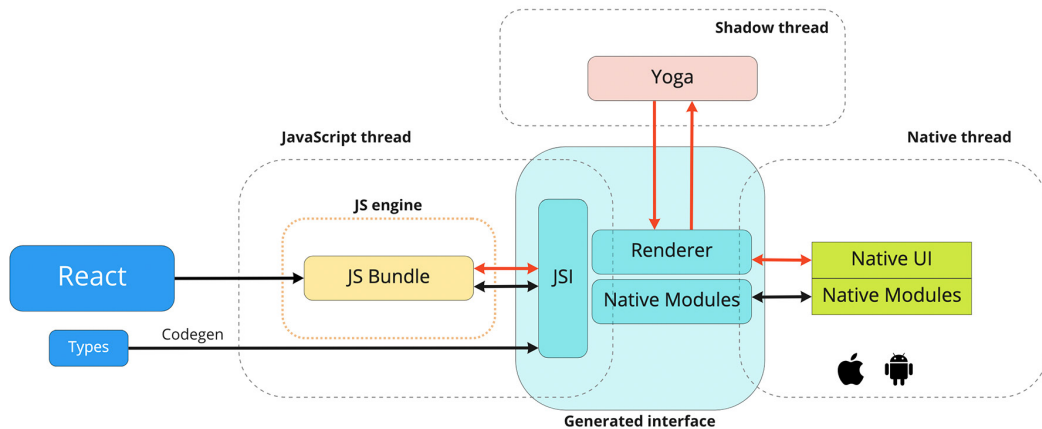 Shadow thread
Yoga
JavaScript thread
Native thread
JS engine
React
JS Bundle
JSI
Renderer
Native Modules
Native UI
Native Modules
Types
Codegen
Generated interface